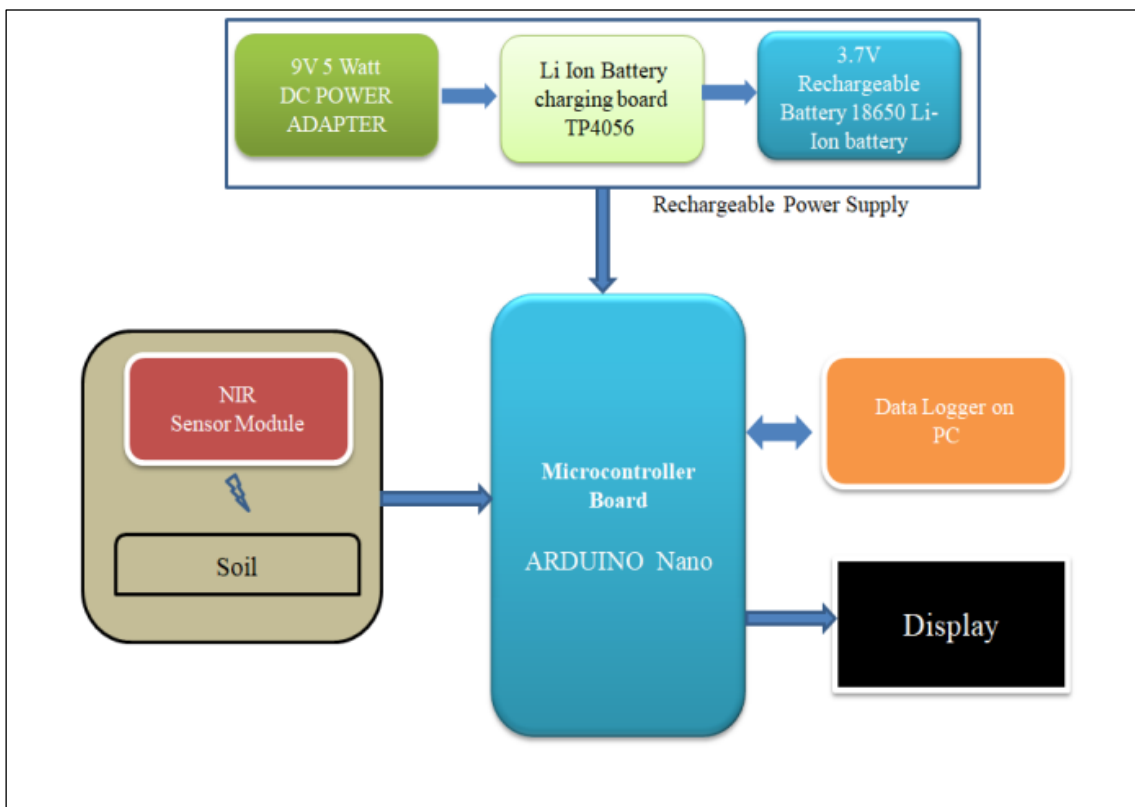 9V 5 Watt
DC POWER
ADAPTER
Li Ion Battery
charging board
TP4056
3.7V
Rechargeable
Battery 18650 Li-
Ion battery
Rechargeable Power Supply
NIR
Sensor Module
Soil
Microcontroller
Board
ARDUINO Nano
Data Logger on
PC
Display